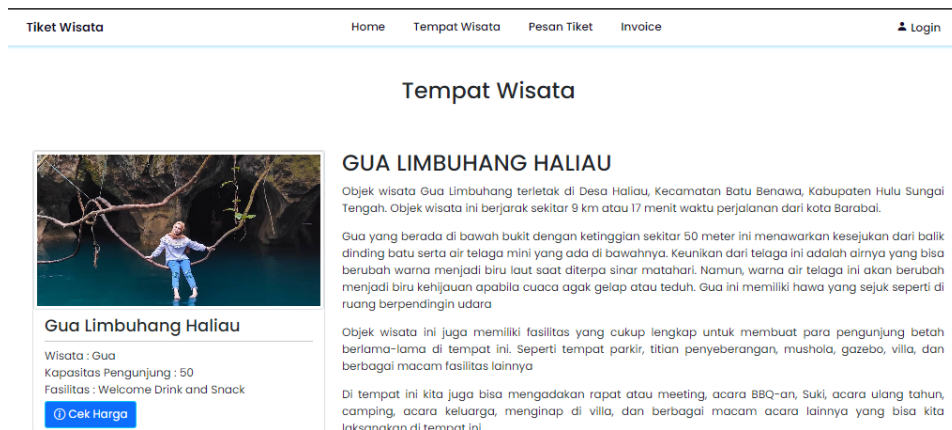 Tiket Wisata
Home Tempat Wisata Pesan Tiket Invoice
Login
Tempat Wisata
Gua Limbuhang Haliau
Wisata : Gua
Kapasitas Pengunjung : 50
Fasilitas : Welcome Drink and Snack
Cek Harga
GUA LIMBUHANG HALIAU
Objek wisata Gua Limbuhang terletak di Desa Haliau, Kecamatan Batu Benawa, Kabupaten Hulu Sungai
Tengah. Objek wisata ini berjarak sekitar 9 km atau 17 menit waktu perjalanan dari kota Barabai.
Gua yang berada di bawah bukit dengan ketinggian sekitar 50 meter ini menawarkan kesejukan dari balik
dinding batu serta air telaga mini yang ada di bawahnya. Keunikan dari telaga ini adalah airnya yang bisa
berubah warna menjadi biru laut saat diterpa sinar matahari. Namun, warna air telaga ini akan berubah
menjadi biru kehijauan apabila cuaca agak gelap atau teduh. Gua ini memiliki hawa yang sejuk seperti di
ruang berpendingin udara
Objek wisata ini juga memiliki fasilitas yang cukup lengkap untuk membuat para pengunjung betah
berlama-lama di tempat ini. Seperti tempat parkir, titian penyeberangan, mushola, gazebo, villa, dan
berbagai macam fasilitas lainnya
Di tempat ini kita juga bisa mengadakan rapat atau meeting, acara BBQ-an, Suki, acara ulang tahun,
camping, acara keluarga, menginap di villa, dan berbagai macam acara lainnya yang bisa kita
laksanakan di tempat ini